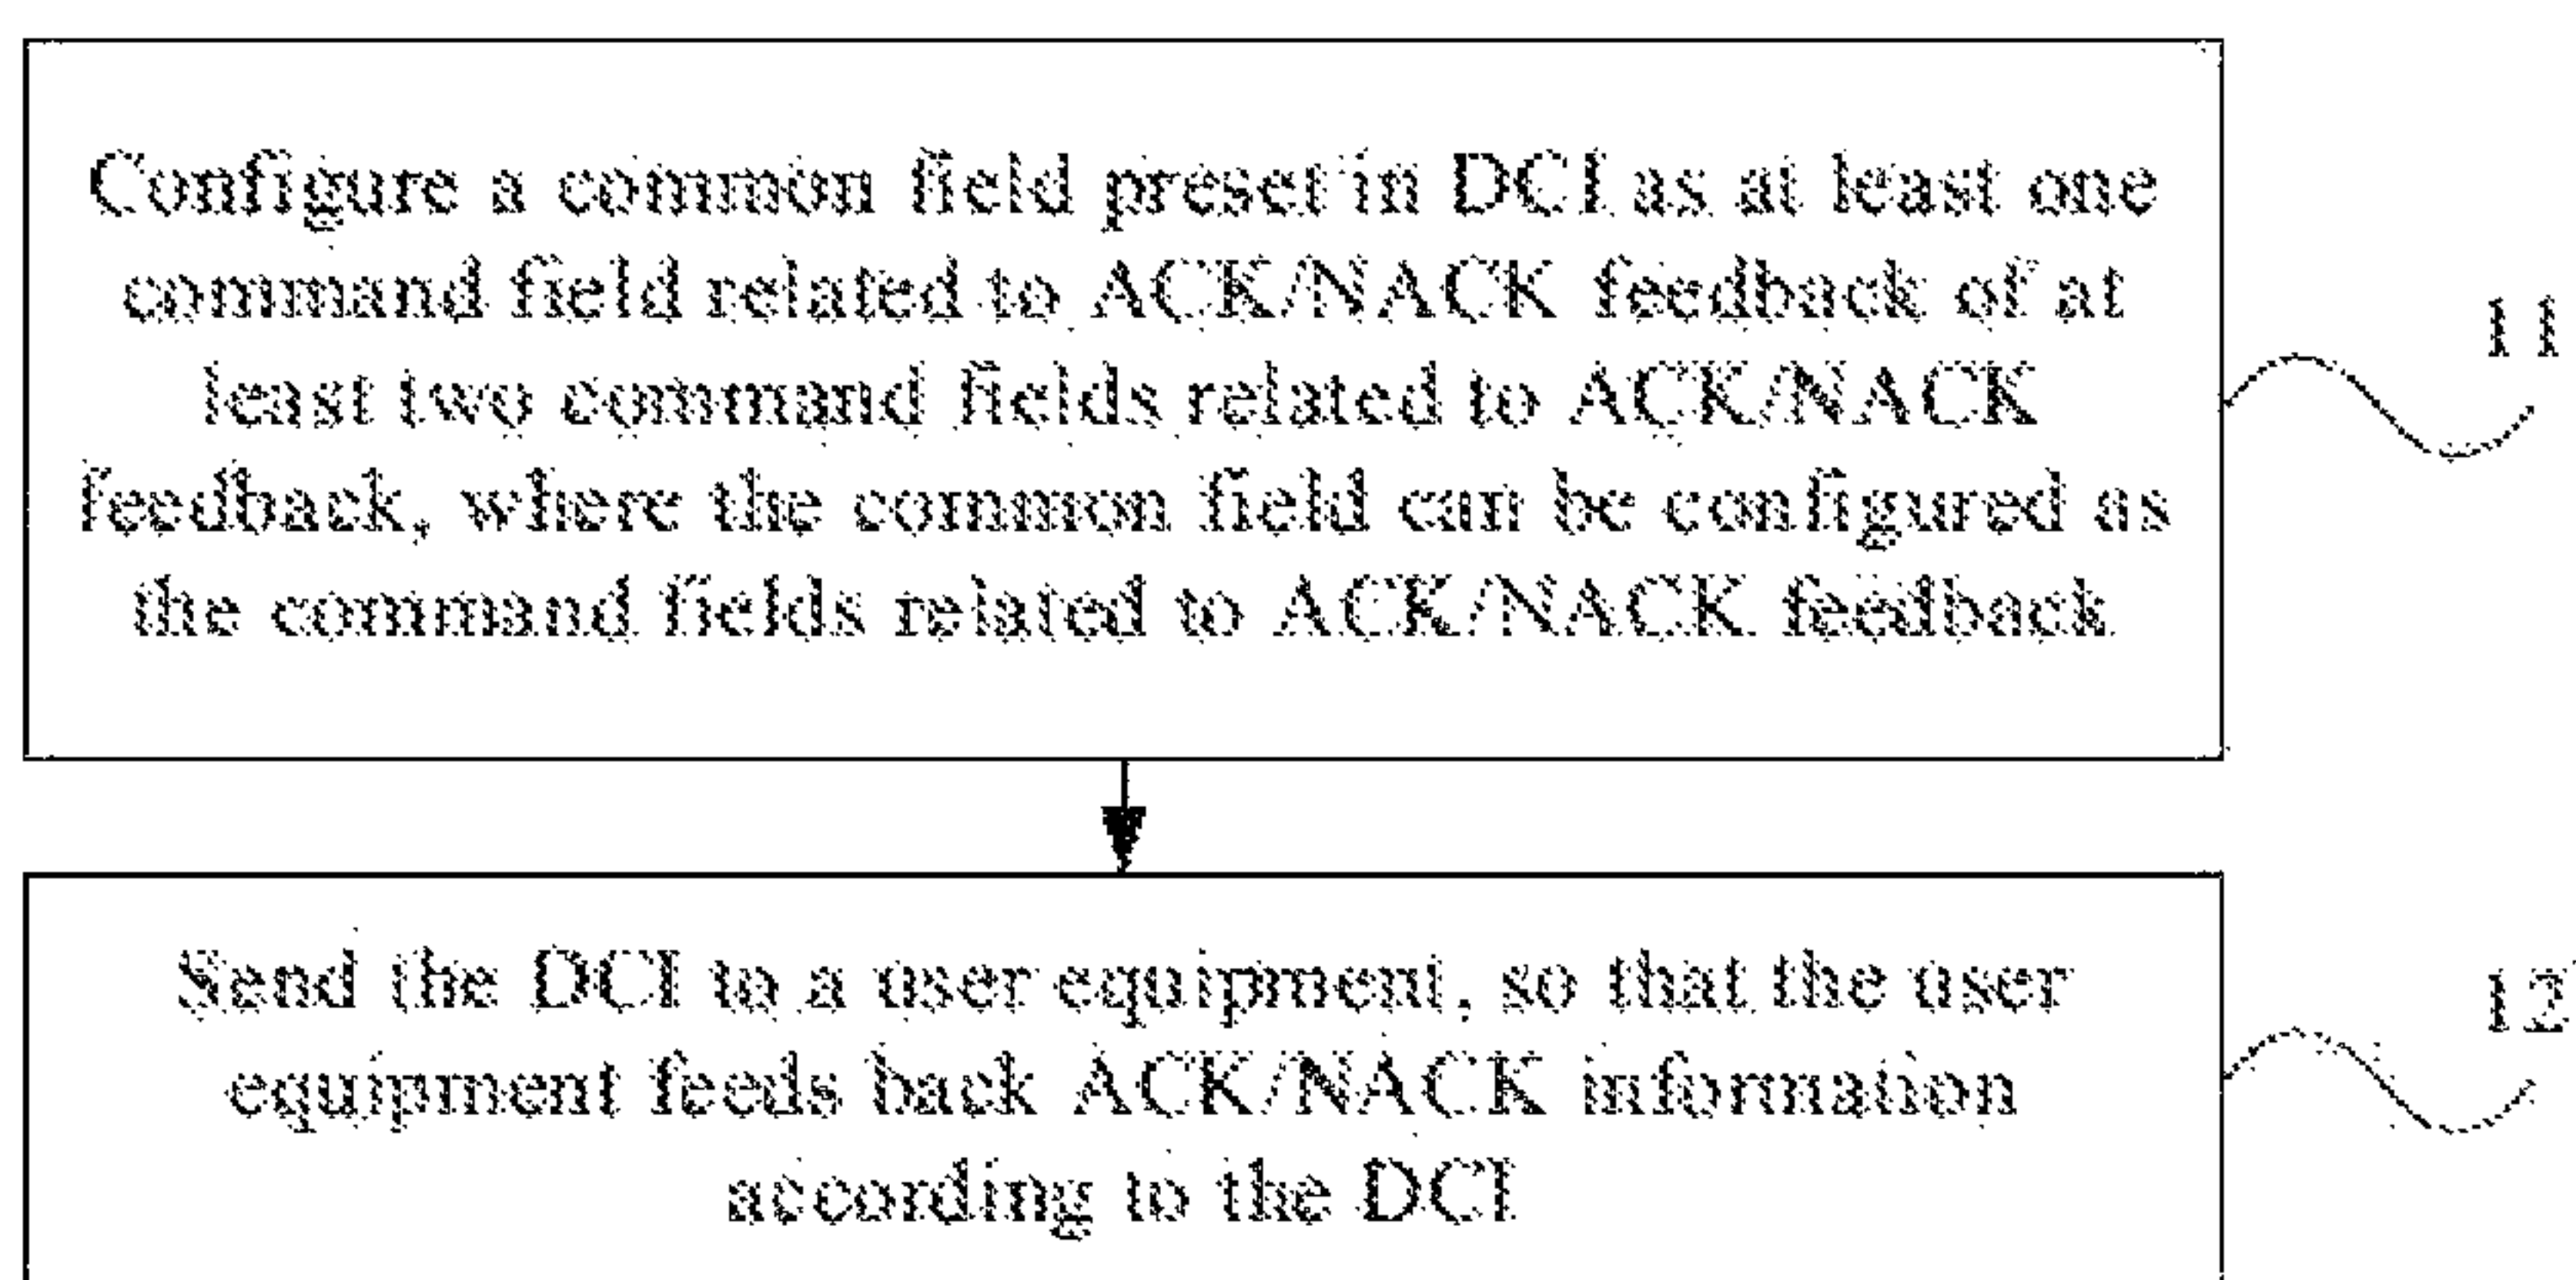 Configure a common field preset in DCI as at least one
command field related to ACK/NACK feedback of at
least two command fields related to ACK/NACK
feedback, where the common field can be configured as
the command fields related to ACK/NACK feedback
11
Send the DCI to a user equipment, so that the user
equipment feeds back ACK/NACK information
according to the DCI
12